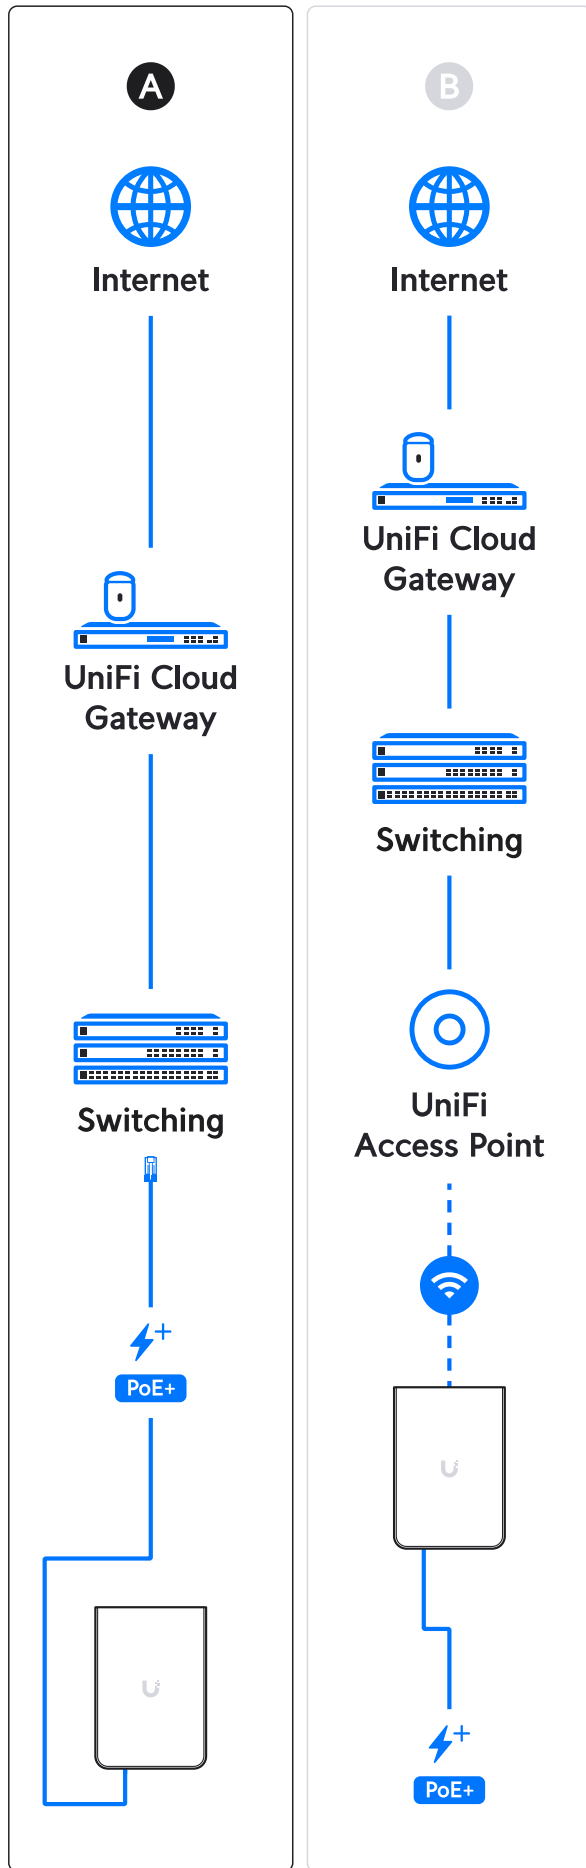 A
Internet
UniFi Cloud
Gateway
Switching
PoE+
B
Internet
UniFi Cloud
Gateway
Switching
UniFi
Access Point
PoE+